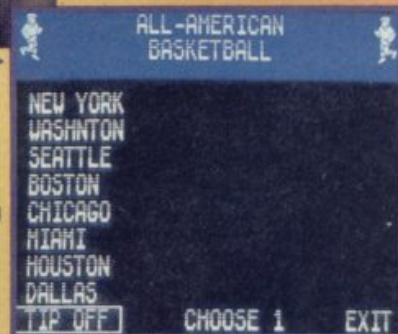 ALL-AMERICAN
BASKETBALL
NEW YORK
WASHNTON
SEATTLE
BOSTON
CHICAGO
MIAMI
HOUSTON
DALLAS
TIP OFF CHOOSE 1 EXIT